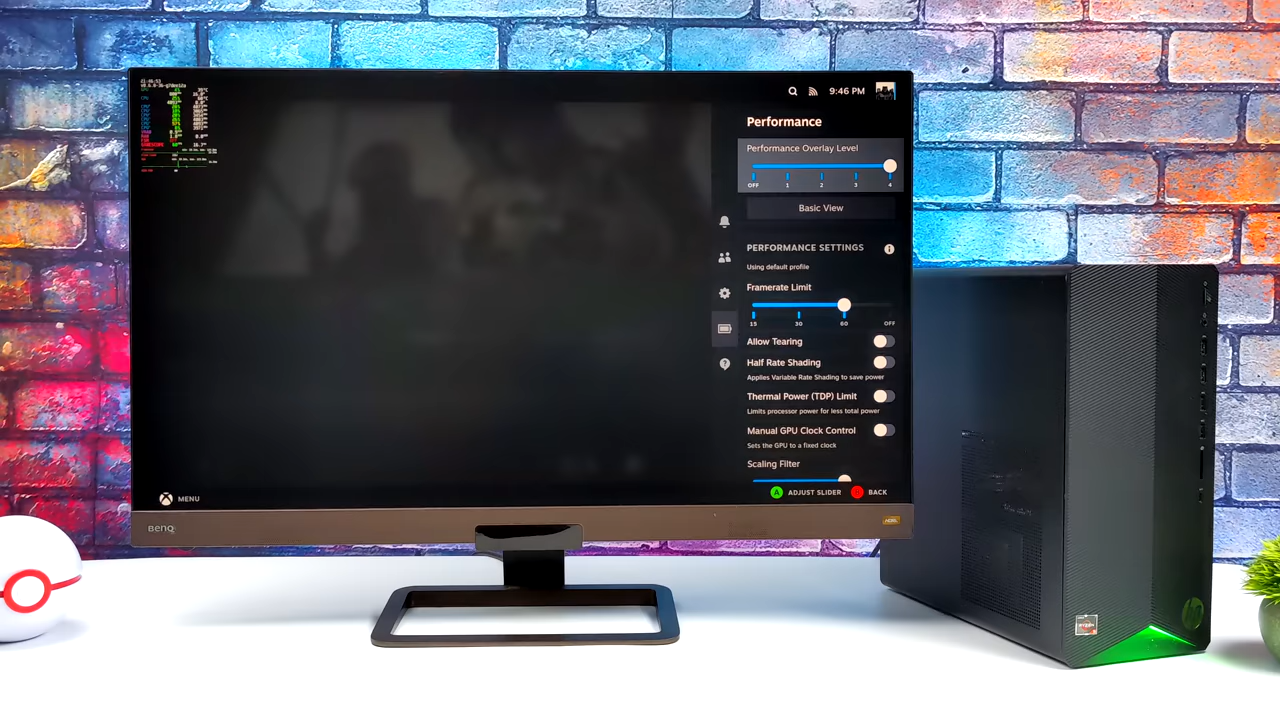 9:46 PM
Performance
Performance Overlay Level
OFF 1 2 3 4
Basic View
PERFORMANCE SETTINGS
Using default profile
Framerate Limit
15 30 60 OFF
Allow Tearing
Half Rate Shading
Applies Variable Rate Shading to save power
Thermal Power (TDP) Limit
Limits processor power for less total power
Manual GPU Clock Control
Sets the GPU to a fixed clock
Scaling Filter
MENU
A ADJUST SLIDER BACK
BenQ
HDRi
RYZEN
hp